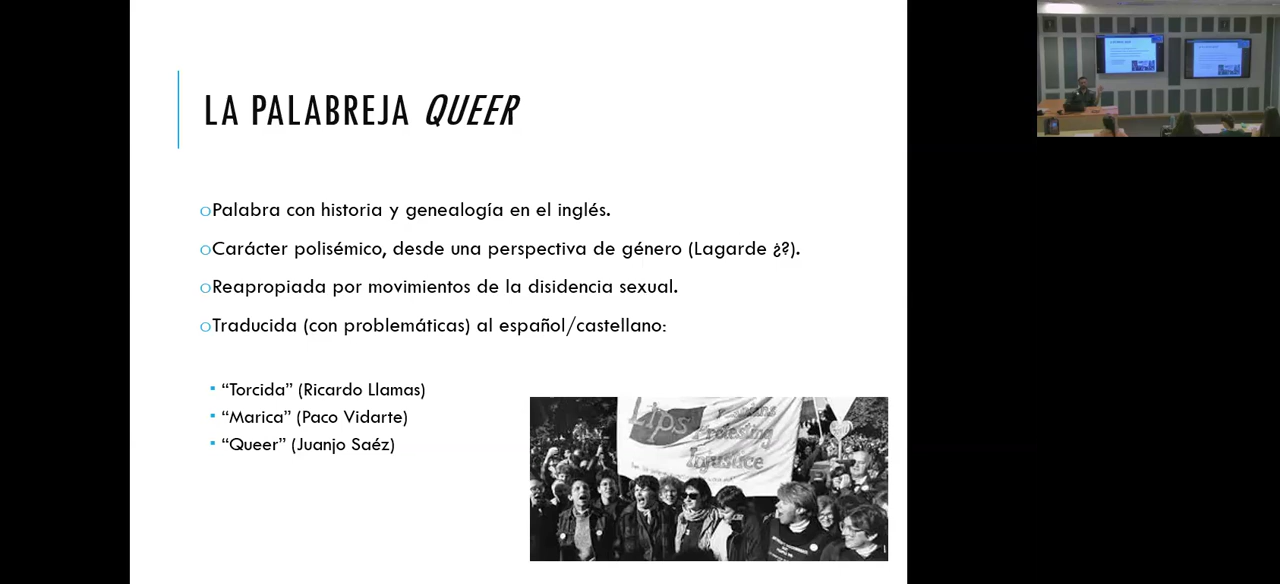 LA PALABREJA QUEER
Palabra con historia y genealogía en el inglés.
Carácter polisémico, desde una perspectiva de género (Lagarde ¿?).
Reapropiada por movimientos de la disidencia sexual.
Traducida (con problemáticas) al español/castellano:
“Torcida” (Ricardo Llamas)
“Marica” (Paco Vidarte)
“Queer” (Juanjo Saéz)
Lips
Protesting
Injustice